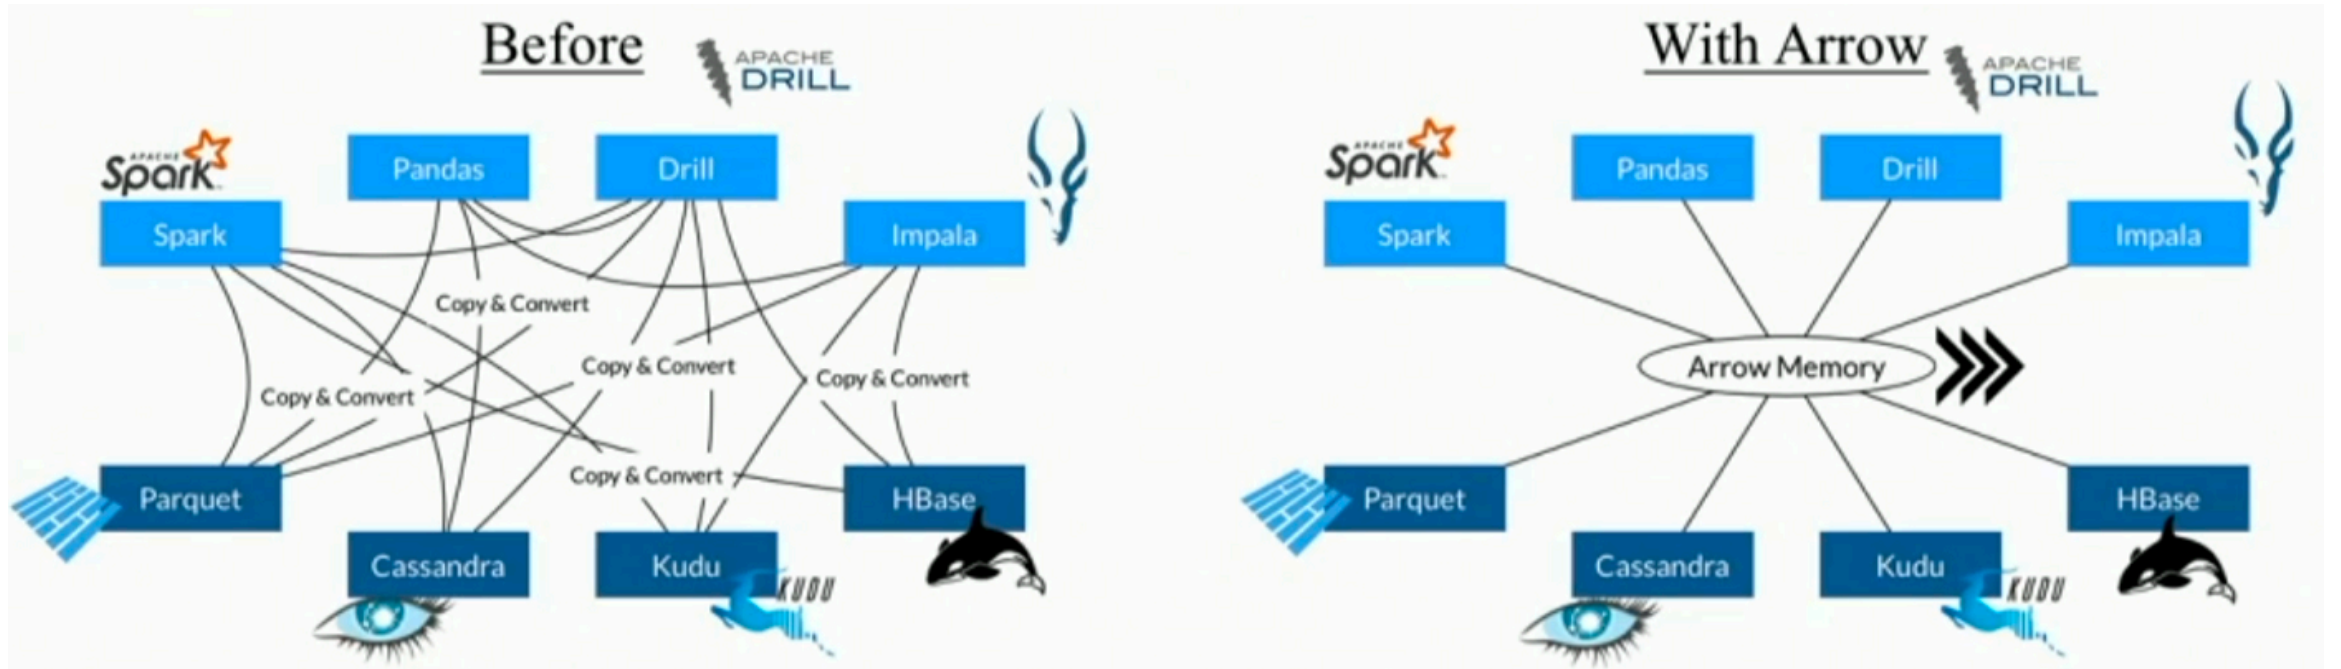 Before
APACHE
DRILL
APACHE
Spark
Pandas
Drill
Spark
Impala
Copy & Convert
Copy & Convert
Copy & Convert
Copy & Convert
Copy & Convert
Parquet
HBase
Cassandra
Kudu
KUDU
With Arrow
APACHE
DRILL
APACHE
Spark
Pandas
Drill
Spark
Impala
Arrow Memory
Parquet
HBase
Cassandra
Kudu
KUDU